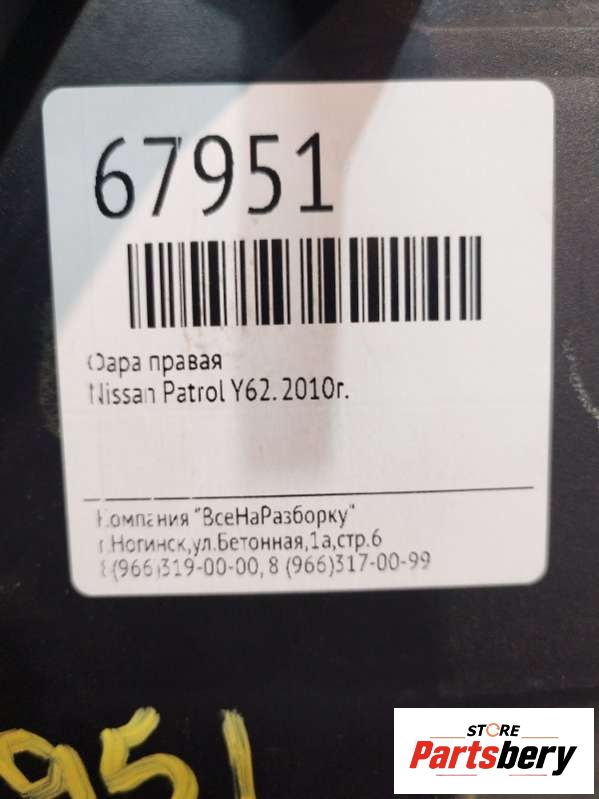 67951
Фара правая
Nissan Patrol Y62. 2010г.
Компания "ВсеНаРазборку"
г.Ногинск,ул.Бетонная,1а,стр.6
8(966)319-00-00, 8 (966)317-00-99
951
STORE
Partsbery